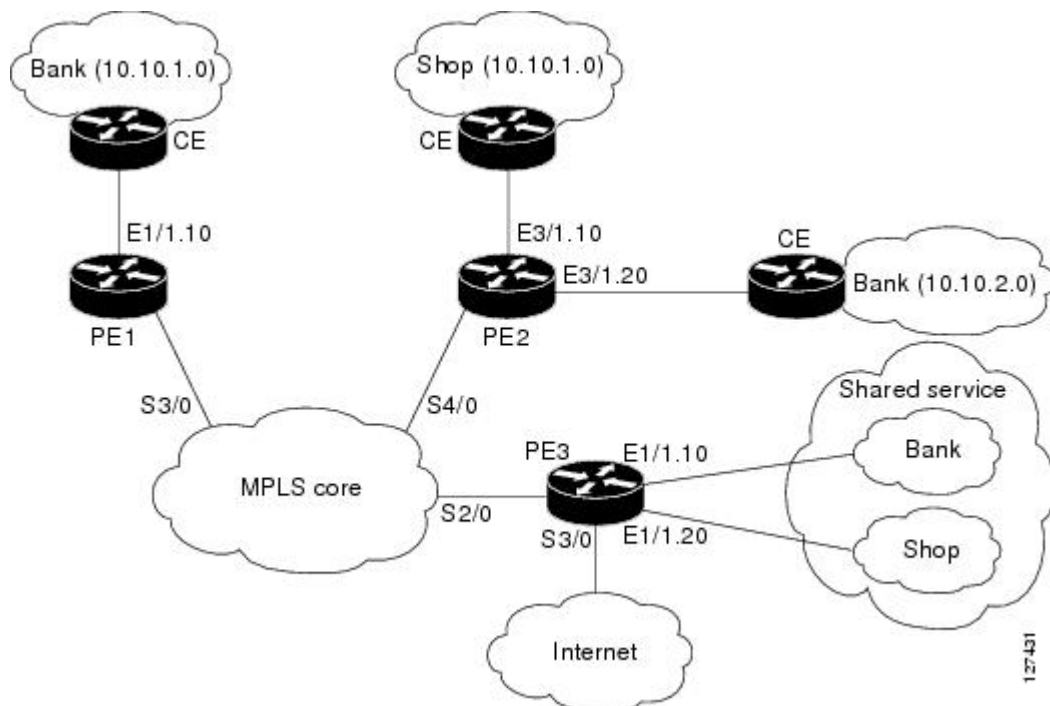 Bank (10.10.1.0)
Shop (10.10.1.0)
CE
CE
E1/1.10
E3/1.10
CE
E3/1.20
Bank (10.10.2.0)
PE1
PE2
Shared service
S3/0
S4/0
Bank
PE3
E1/1.10
MPLS core
S2/0
S3/0
E1/1.20
Shop
Internet
127431